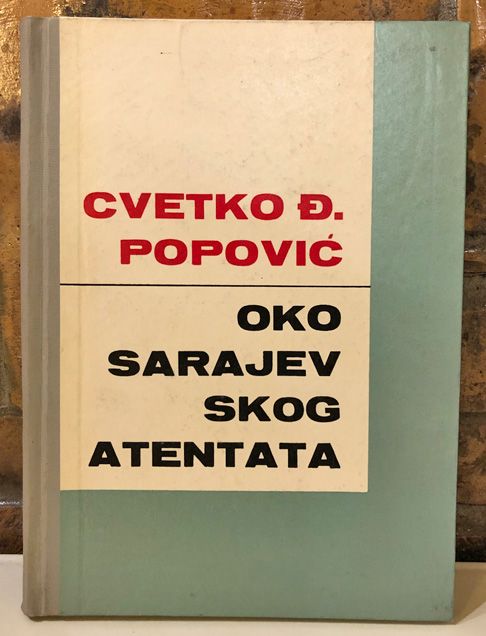 CVETKO Đ.
POPOVIĆ
OKO
SARAJEV
SKOG
ATENTATA